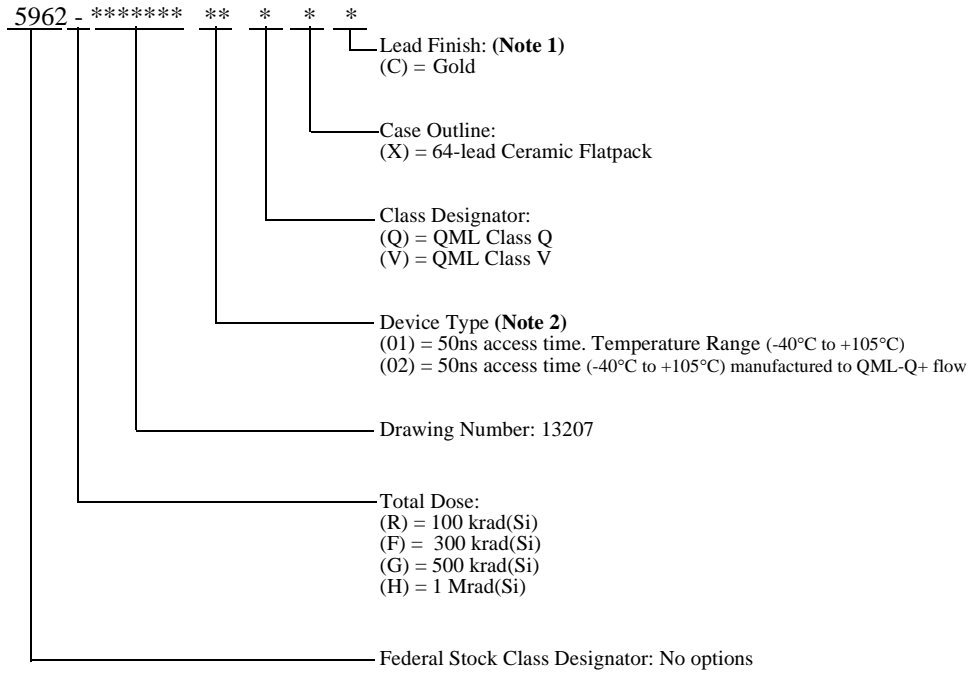 5962 - ******* ** * * *
Lead Finish: (Note 1)
(C) = Gold
Case Outline:
(X) = 64-lead Ceramic Flatpack
Class Designator:
(Q) = QML Class Q
(V) = QML Class V
Device Type (Note 2)
(01) = 50ns access time. Temperature Range (-40°C to +105°C)
(02) = 50ns access time (-40°C to +105°C) manufactured to QML-Q+ flow
Drawing Number: 13207
Total Dose:
(R) = 100 krad(Si)
(F) = 300 krad(Si)
(G) = 500 krad(Si)
(H) = 1 Mrad(Si)
Federal Stock Class Designator: No options